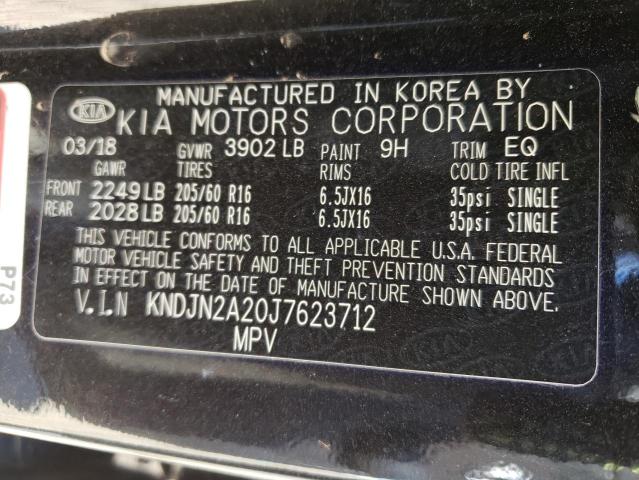 MANUFACTURED IN KOREA BY
KIA KIA MOTORS CORPORATION
03/18 GVWR 3902 LB PAINT 9H TRIM EQ
GAWR TIRES RIMS COLD TIRE INFL
FRONT 2249 LB 205/60 R16 6.5JX16 35psi SINGLE
REAR 2028 LB 205/60 R16 6.5JX16 35psi SINGLE
THIS VEHICLE CONFORMS TO ALL APPLICABLE U.S.A. FEDERAL
MOTOR VEHICLE SAFETY AND THEFT PREVENTION STANDARDS
IN EFFECT ON THE DATE OF MANUFACTURE SHOWN ABOVE.
V.I.N KNDJN2A20J7623712
MPV
P73